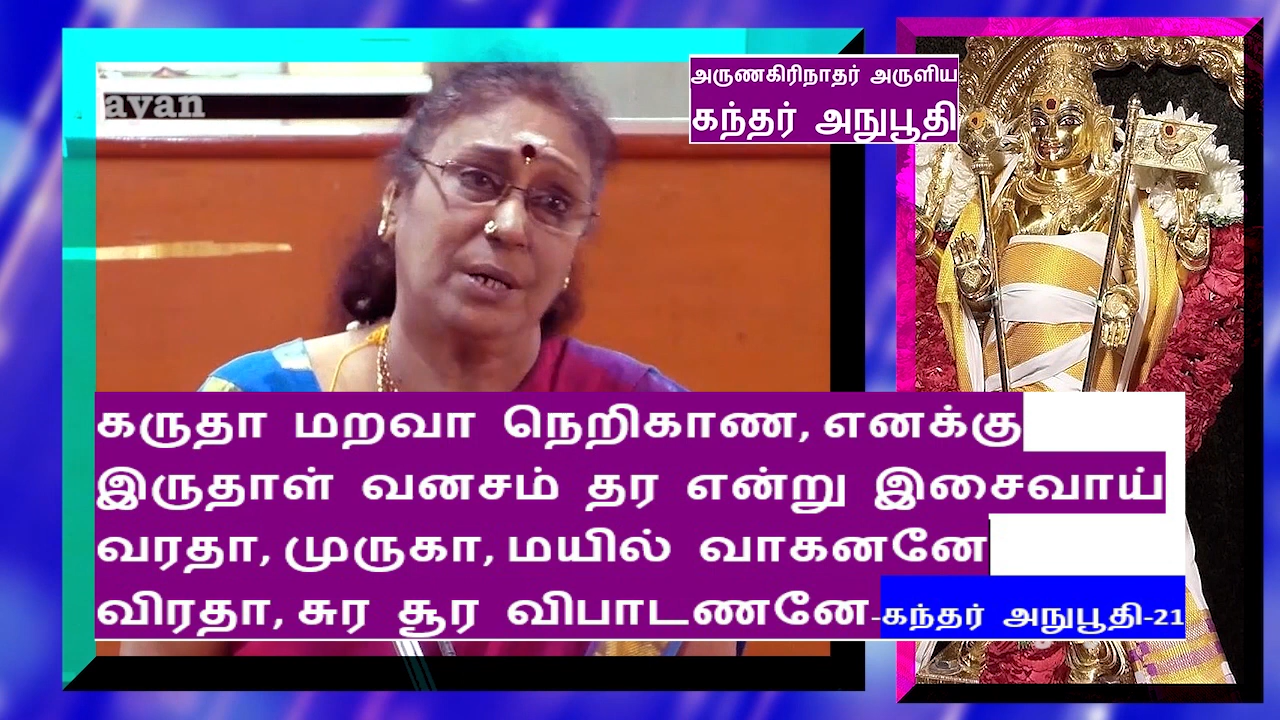 ayan
அருணகிரிநாதர் அருளிய
கந்தர் அநுபூதி
கருதா மறவா நெறிகாண, எனக்கு
இருதாள் வனசம் தர என்று இசைவாய்
வரதா, முருகா, மயில் வாகனனே
விரதா, சுர சூர விபாடணனே -கந்தர் அநுபூதி-21